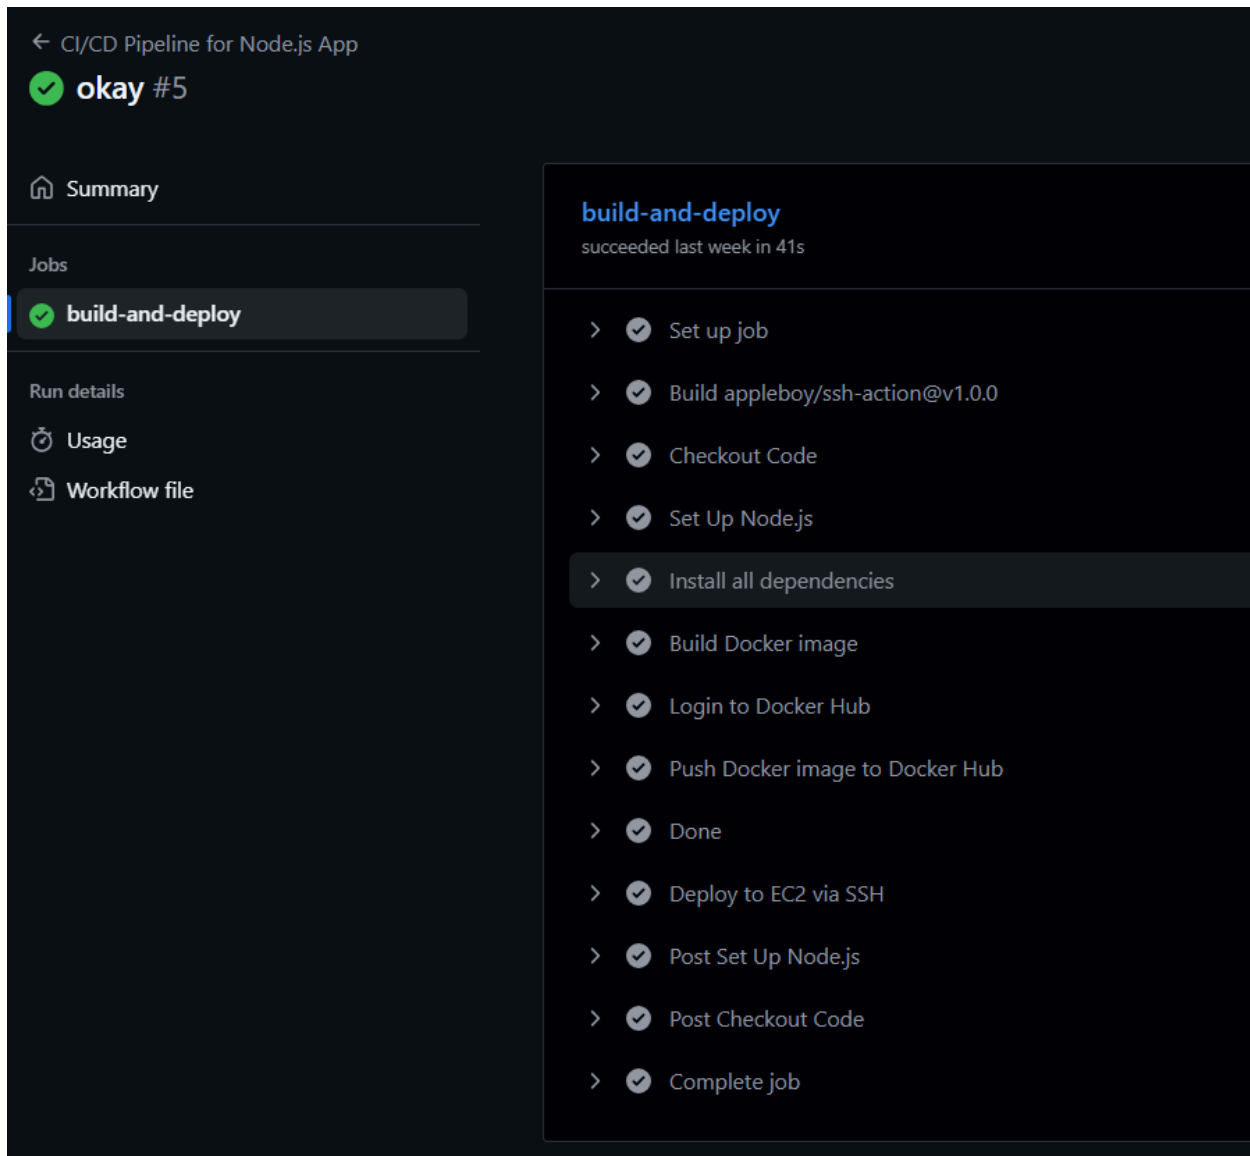 CI/CD Pipeline for Node.js App
okay #5
Summary
Jobs
build-and-deploy
Run details
Usage
Workflow file
build-and-deploy
succeeded last week in 41s
Set up job
Build appleboy/ssh-action@v1.0.0
Checkout Code
Set Up Node.js
Install all dependencies
Build Docker image
Login to Docker Hub
Push Docker image to Docker Hub
Done
Deploy to EC2 via SSH
Post Set Up Node.js
Post Checkout Code
Complete job